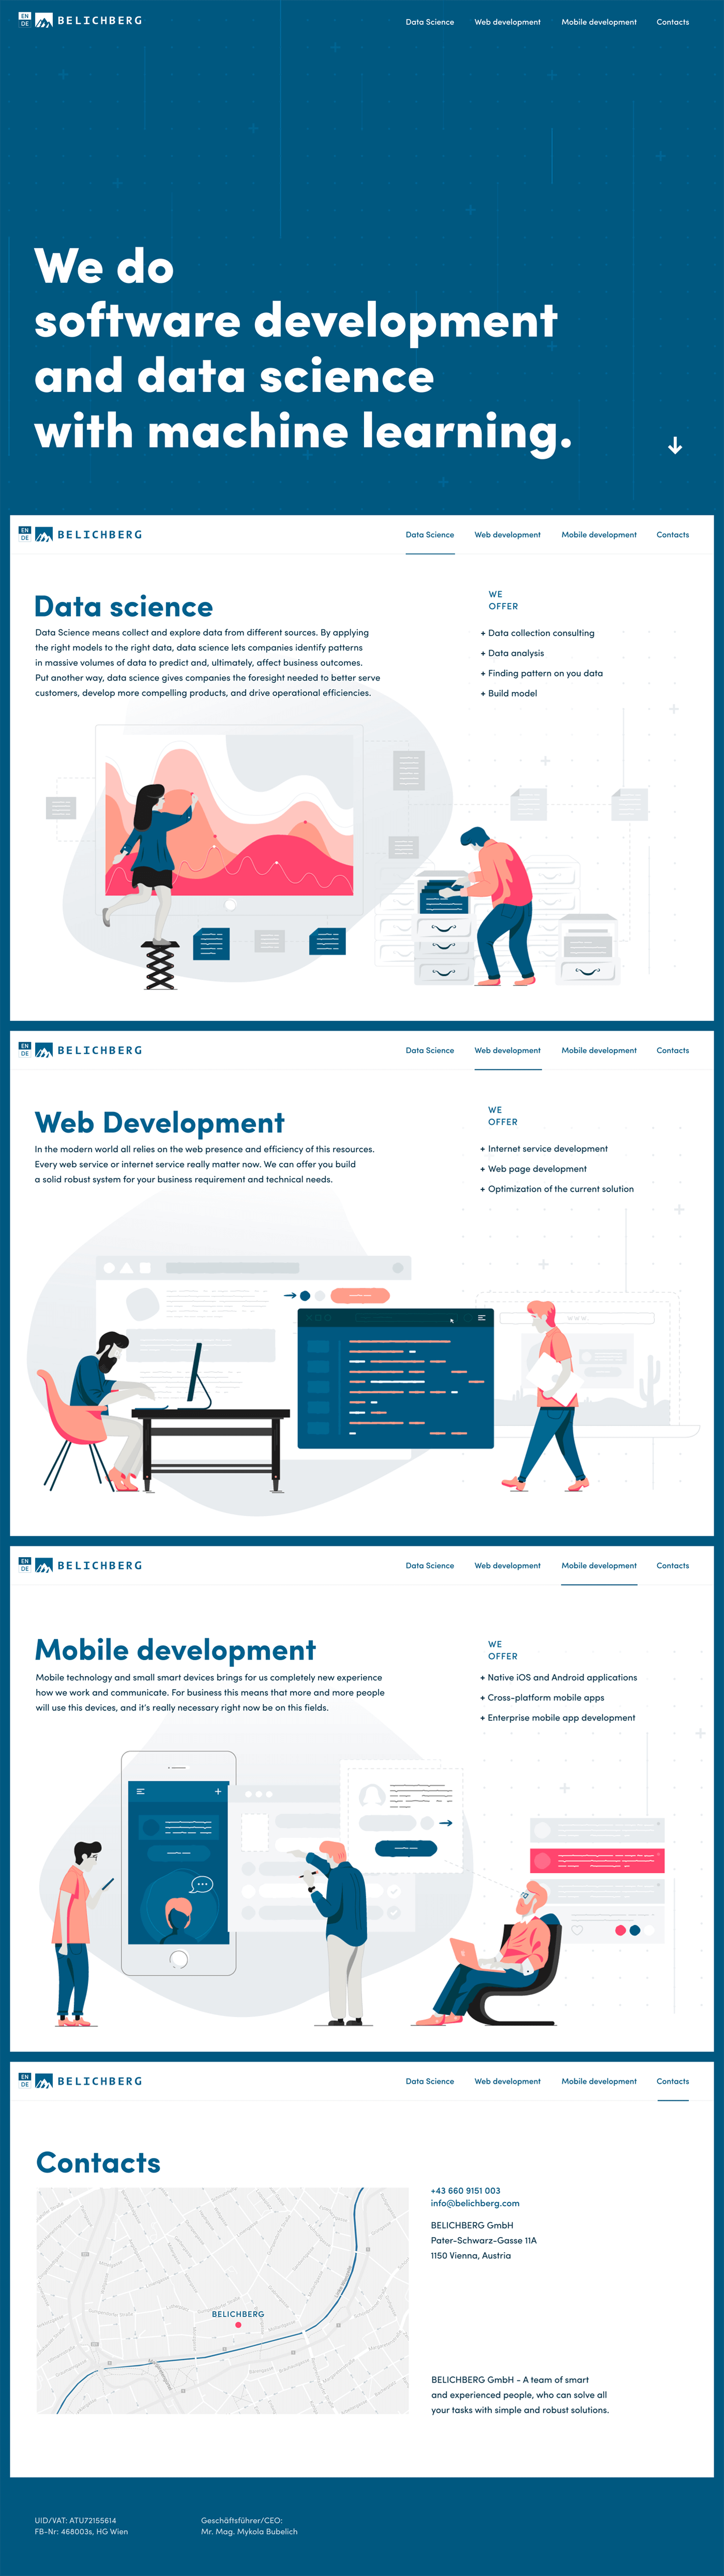 EN
DE
BELICHBERG
Data Science Web development Mobile development Contacts
We do
software development
and data science
with machine learning.
EN
DE
BELICHBERG
Data Science Web development Mobile development Contacts
Data science
Data Science means collect and explore data from different sources. By applying
the right models to the right data, data science lets companies identify patterns
in massive volumes of data to predict and, ultimately, affect business outcomes.
Put another way, data science gives companies the foresight needed to better serve
customers, develop more compelling products, and drive operational efficiencies.
WE
OFFER
+ Data collection consulting
+ Data analysis
+ Finding pattern on you data
+ Build model
EN
DE
BELICHBERG
Data Science Web development Mobile development Contacts
Web Development
In the modern world all relies on the web presence and efficiency of this resources.
Every web service or internet service really matter now. We can offer you build
a solid robust system for your business requirement and technical needs.
WE
OFFER
+ Internet service development
+ Web page development
+ Optimization of the current solution
WWW.
EN
DE
BELICHBERG
Data Science Web development Mobile development Contacts
Mobile development
Mobile technology and small smart devices brings for us completely new experience
how we work and communicate. For business this means that more and more people
will use this devices, and it's really necessary right now be on this fields.
WE
OFFER
+ Native iOS and Android applications
+ Cross-platform mobile apps
+ Enterprise mobile app development
EN
DE
BELICHBERG
Data Science Web development Mobile development Contacts
Contacts
BELICHBERG
+43 660 9151 003
info@belichberg.com
BELICHBERG GmbH
Pater-Schwarz-Gasse 11A
1150 Vienna, Austria
BELICHBERG GmbH - A team of smart
and experienced people, who can solve all
your tasks with simple and robust solutions.
UID/VAT: ATU72155614
FB-Nr: 468003s, HG Wien
Geschäftsführer/CEO:
Mr. Mag. Mykola Bubelich